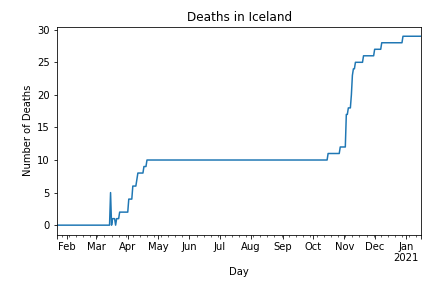 Deaths in Iceland
Number of Deaths
30
25
20
15
10
5
0
Feb Mar Apr May Jun Jul Aug Sep Oct Nov Dec Jan
2021
Day